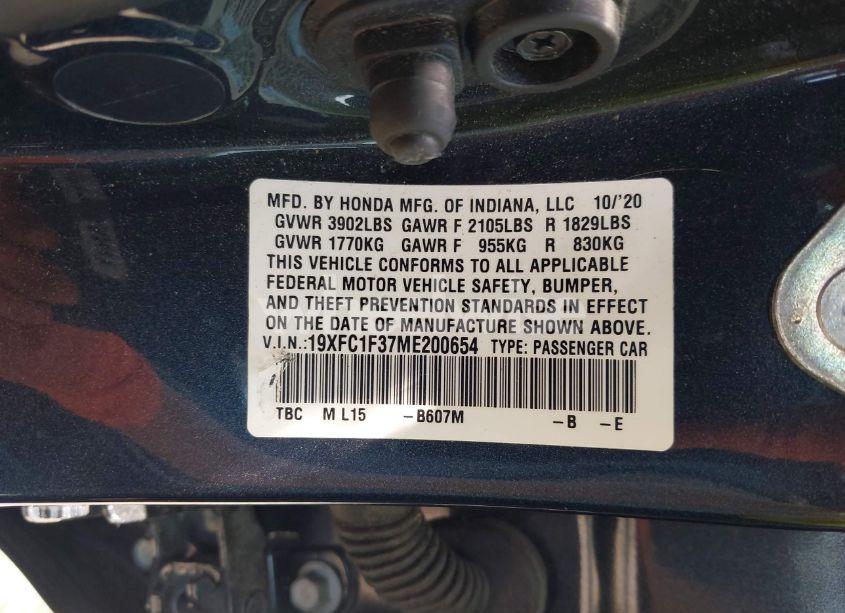 MFD. BY HONDA MFG. OF INDIANA, LLC 10/'20
GVWR 3902LBS GAWR F 2105LBS R 1829LBS
GVWR 1770KG GAWR F 955KG R 830KG
THIS VEHICLE CONFORMS TO ALL APPLICABLE
FEDERAL MOTOR VEHICLE SAFETY, BUMPER,
AND THEFT PREVENTION STANDARDS IN EFFECT
ON THE DATE OF MANUFACTURE SHOWN ABOVE.
V.I.N.:19XFC1F37ME200654 TYPE: PASSENGER CAR
TBC M L15 –B607M –B –E